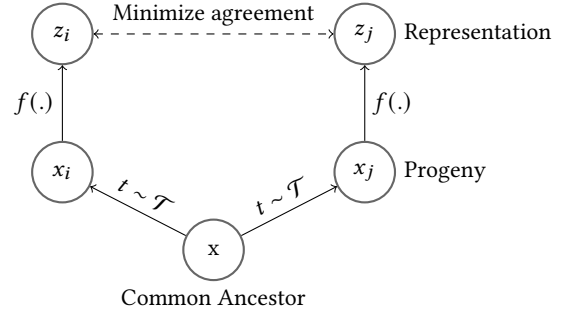 Minimize agreement
z_i
z_j
Representation
f(.)
f(.)
x_i
x_j
Progeny
t ~ 𝒯
t ~ 𝒯
x
Common Ancestor